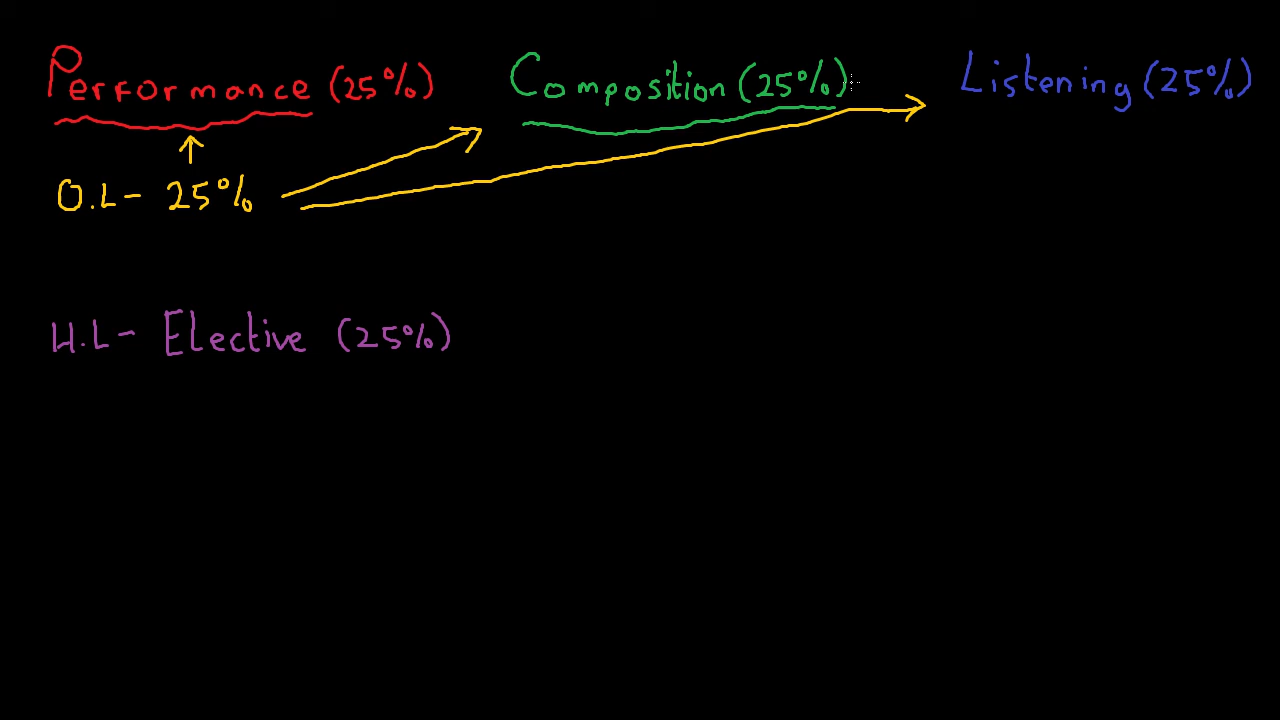 Performance (25%) Composition (25%) Listening (25%)
O.L - 25%
H.L - Elective (25%)